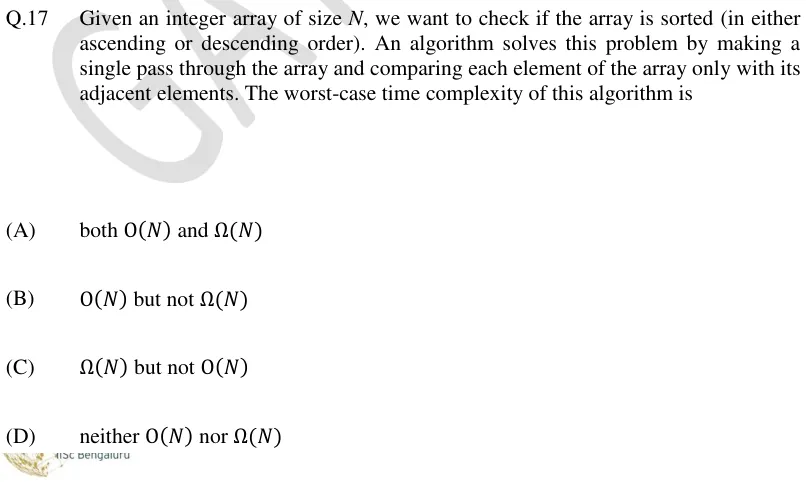 Q.17 Given an integer array of size N, we want to check if the array is sorted (in either
ascending or descending order). An algorithm solves this problem by making a
single pass through the array and comparing each element of the array only with its
adjacent elements. The worst-case time complexity of this algorithm is
(A) both O(N) and Ω(N)
(B) O(N) but not Ω(N)
(C) Ω(N) but not O(N)
(D) neither O(N) nor Ω(N)
IISc Bengaluru